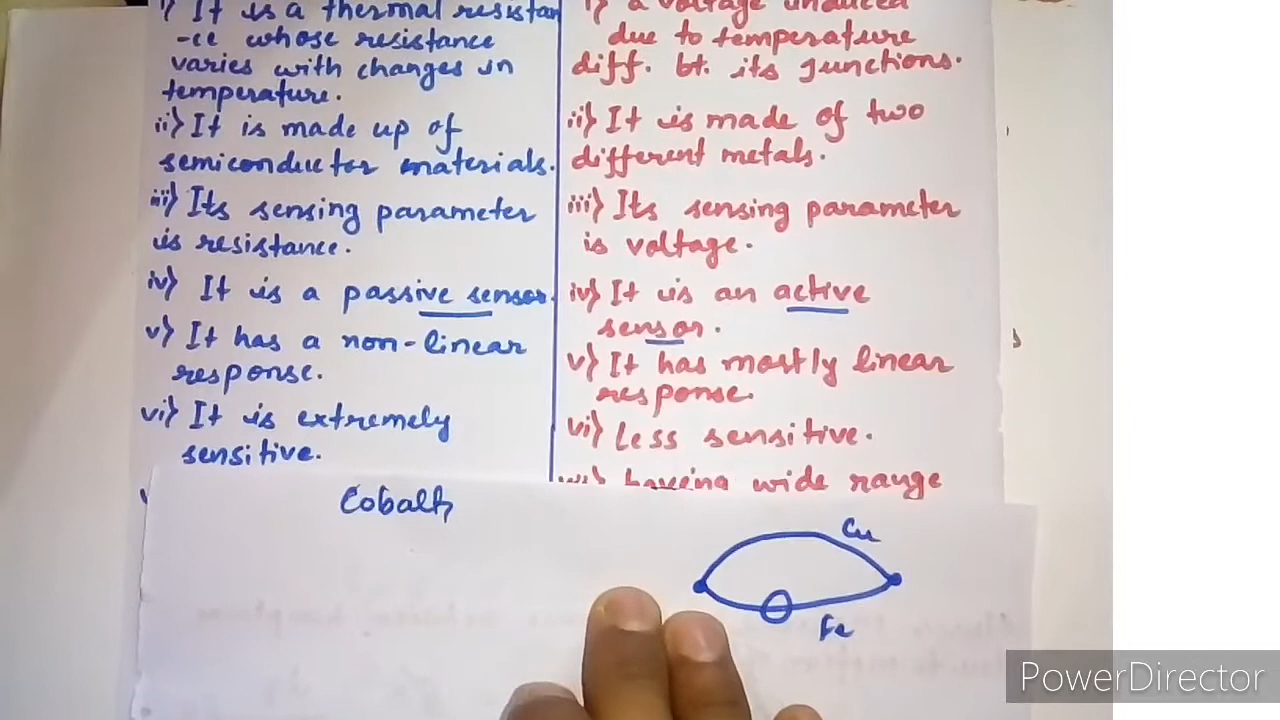 i) It is a thermal resistan
-ce whose resistance
varies with changes in
temperature.
ii) It is made up of
semiconductor materials.
iii) Its sensing parameter
is resistance.
iv) It is a passive sensor.
v) It has a non-linear
response.
vi) It is extremely
sensitive.
i) a voltage induced
due to temperature
diff. bt. its junctions.
ii) It is made of two
different metals.
iii) Its sensing parameter
is voltage.
iv) It is an active
sensor.
v) It has mostly linear
response.
vi) Less sensitive.
vii) having wide range
Cobalt,
Cu
Fe
PowerDirector